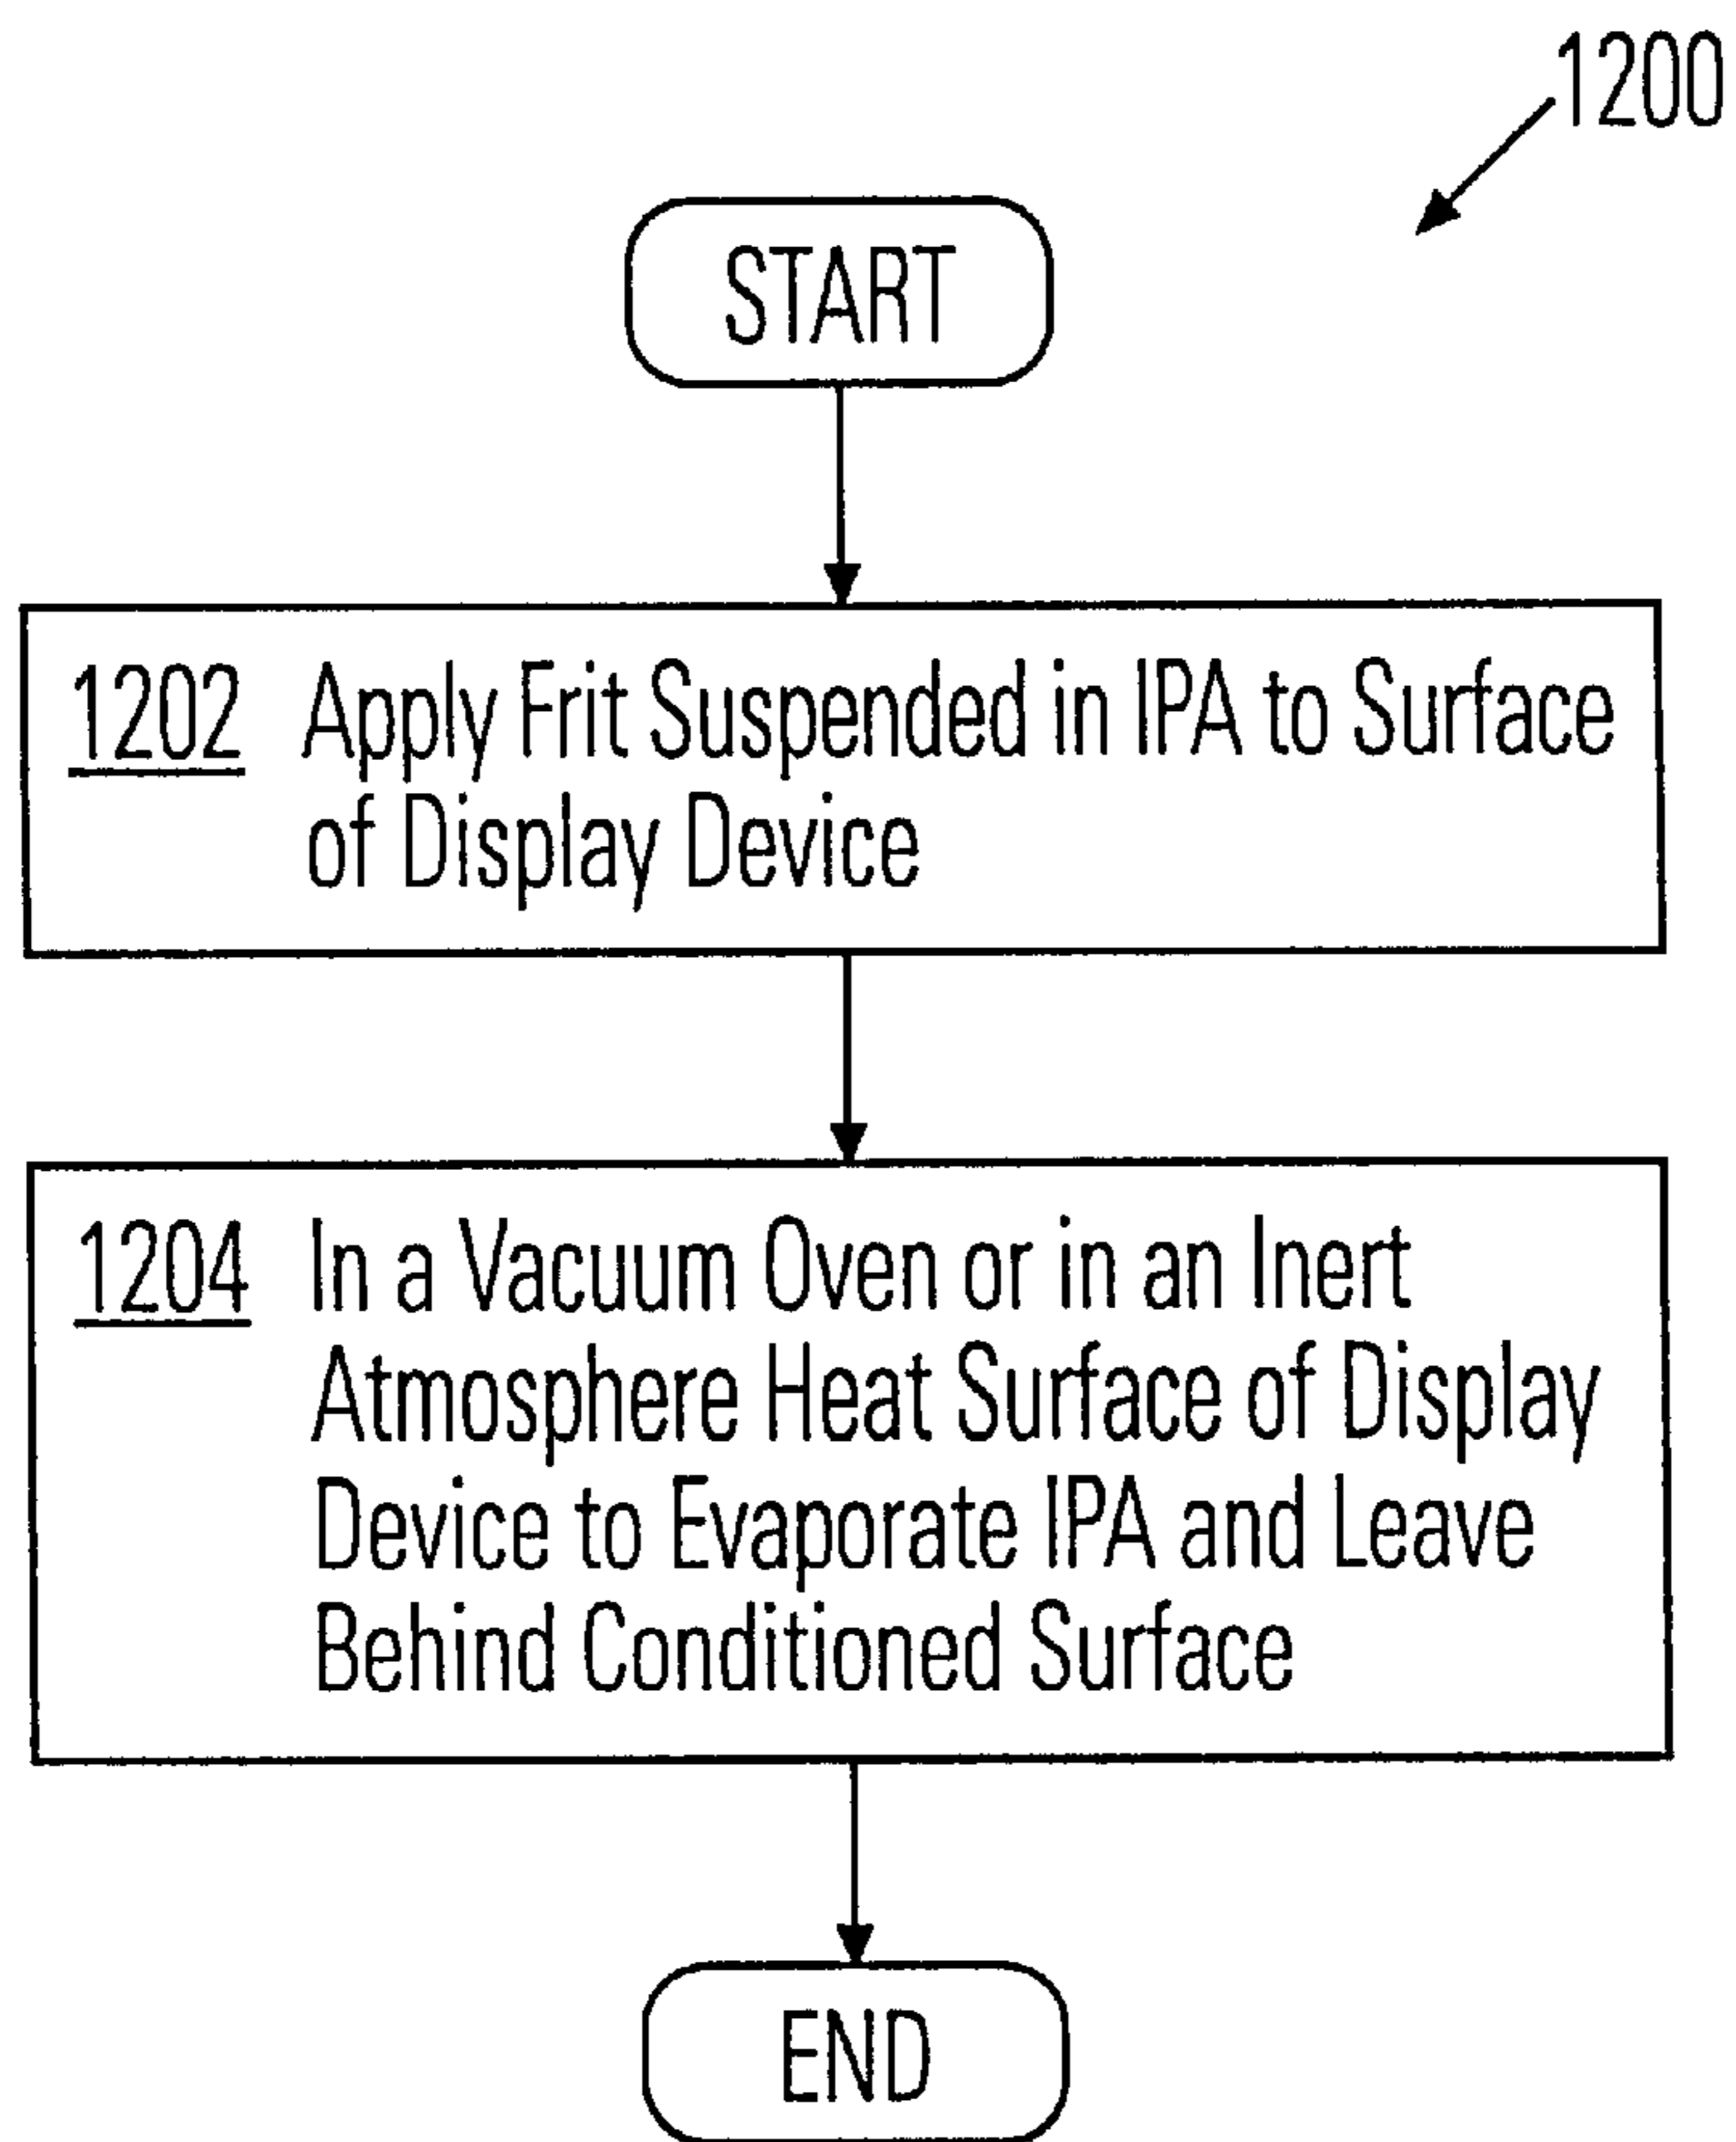 1200
START
1202 Apply Frit Suspended in IPA to Surface
of Display Device
1204 In a Vacuum Oven or in an Inert
Atmosphere Heat Surface of Display
Device to Evaporate IPA and Leave
Behind Conditioned Surface
END